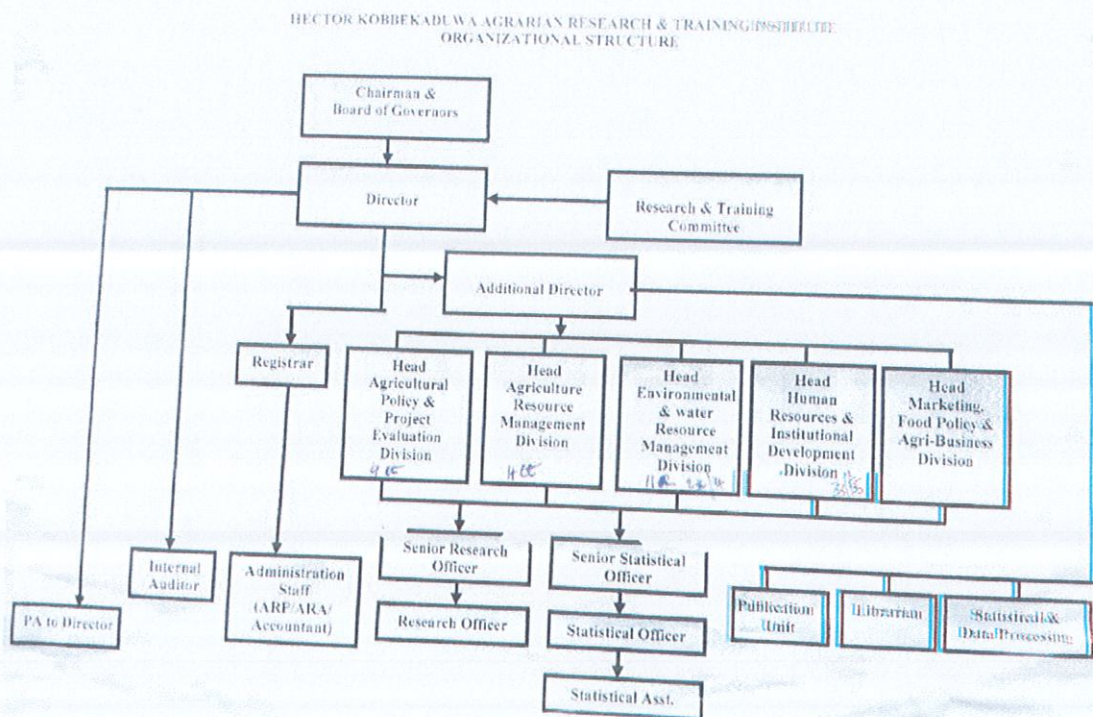 HECTOR KOBBEKADUWA AGRARIAN RESEARCH & TRAINING
ORGANIZATIONAL STRUCTURE
Chairman &
Board of Governors
Director
Research & Training
Committee
Additional Director
Registrar
Head
Agricultural
Policy &
Project
Evaluation
Division
Head
Agriculture
Resource
Management
Division
Head
Environmental
& water
Resource
Management
Division
Head
Human
Resources &
Institutional
Development
Division
Head
Marketing,
Food Policy &
Agri-Business
Division
Senior Research
Officer
Senior Statistical
Officer
Internal
Auditor
Administration
Staff
(ARP/ARA/
Accountant)
PA to Director
Research Officer
Statistical Officer
Publication
Unit
Librarian
Statistical &
Data Processing
Statistical Asst.